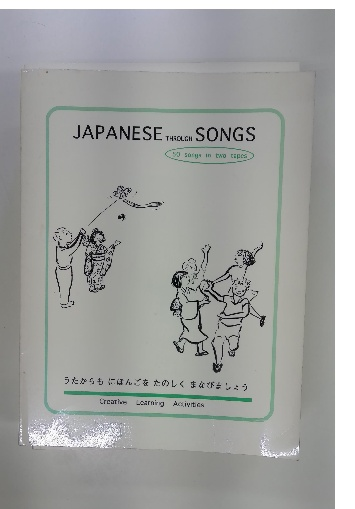 JAPANESE THROUGH SONGS
50 songs in two tapes
うたからも にほんごを たのしく まなびましょう
Creative Learning Activities